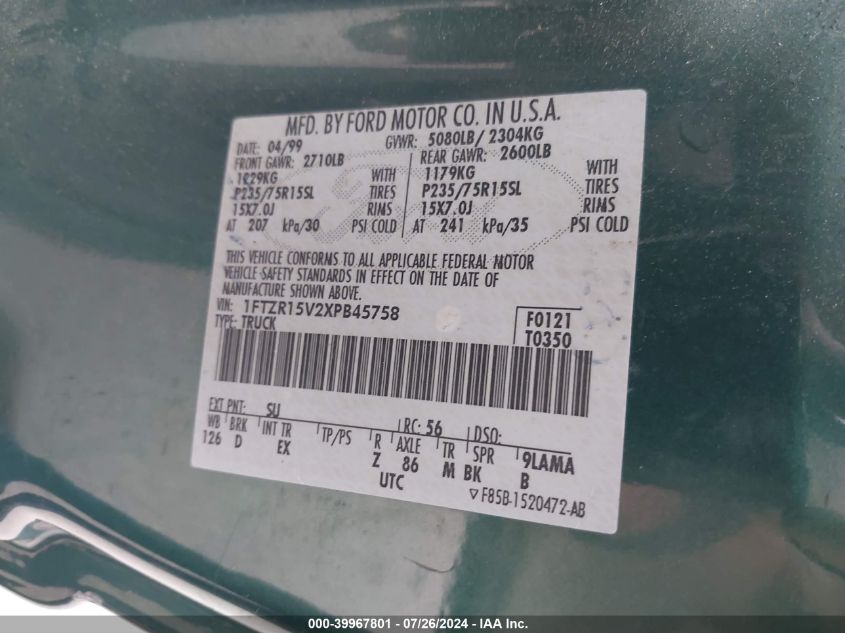 MFD. BY FORD MOTOR CO. IN U.S.A.
DATE: 04/99 GVWR: 5080LB/ 2304KG
FRONT GAWR: 2710LB REAR GAWR: 2600LB
1229KG WITH 1179KG WITH
P235/75R15SL TIRES P235/75R15SL TIRES
15X7.0J RIMS 15X7.0J RIMS
AT 207 kPa/30 PSI COLD AT 241 kPa/35 PSI COLD
THIS VEHICLE CONFORMS TO ALL APPLICABLE FEDERAL MOTOR
VEHICLE SAFETY STANDARDS IN EFFECT ON THE DATE OF
MANUFACTURE SHOWN ABOVE.
VIN: 1FTZR15V2XPB45758 F0121
TYPE: TRUCK T0350
EXT PNT: SU RC: 56 DSO:
WB BRK INT TR TP/PS R AXLE TR SPR 9LAMA
126 D EX Z 86 M BK B
UTC
F85B-1520472-AB
000-39967801 - 07/26/2024 - IAAI.com